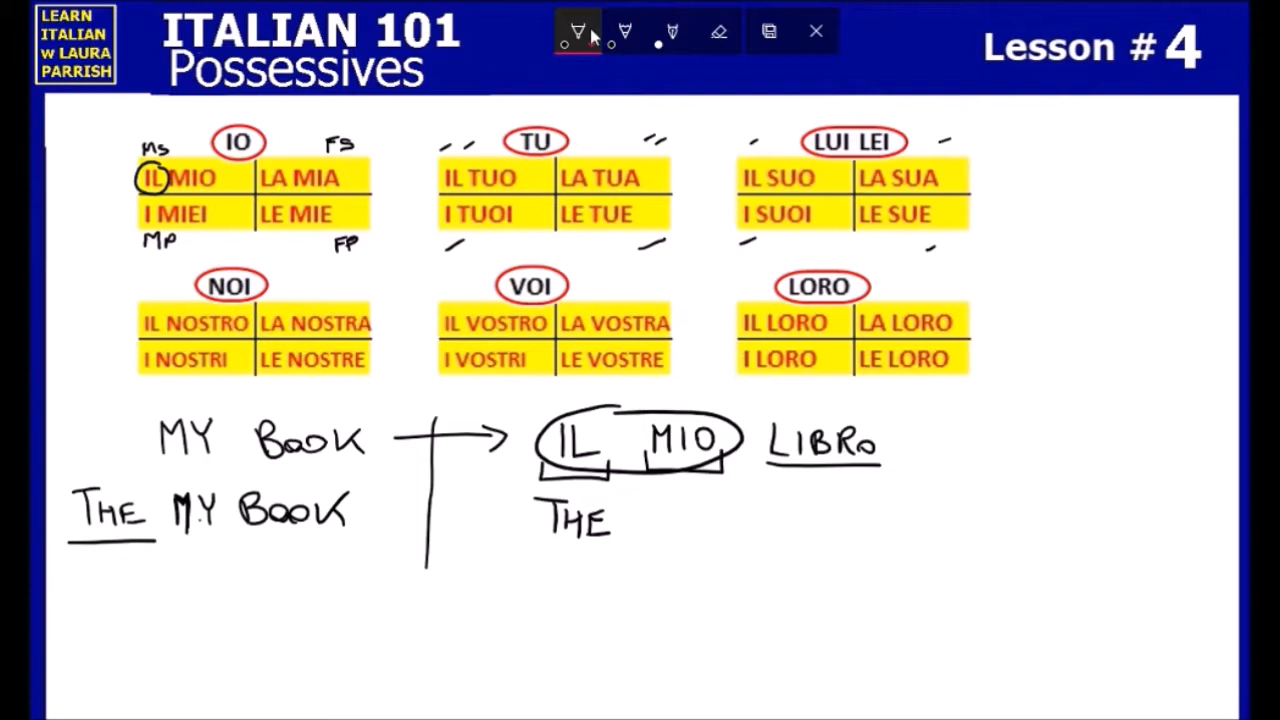 LEARN
ITALIAN
w LAURA
PARRISH
ITALIAN 101
Possessives
Lesson # 4
MS IO FS
IL MIO LA MIA
I MIEI LE MIE
MP FP
TU
IL TUO LA TUA
I TUOI LE TUE
LUI LEI
IL SUO LA SUA
I SUOI LE SUE
NOI
IL NOSTRO LA NOSTRA
I NOSTRI LE NOSTRE
VOI
IL VOSTRO LA VOSTRA
I VOSTRI LE VOSTRE
LORO
IL LORO LA LORO
I LORO LE LORO
MY BOOK → IL MIO LIBRO
THE MY BOOK THE